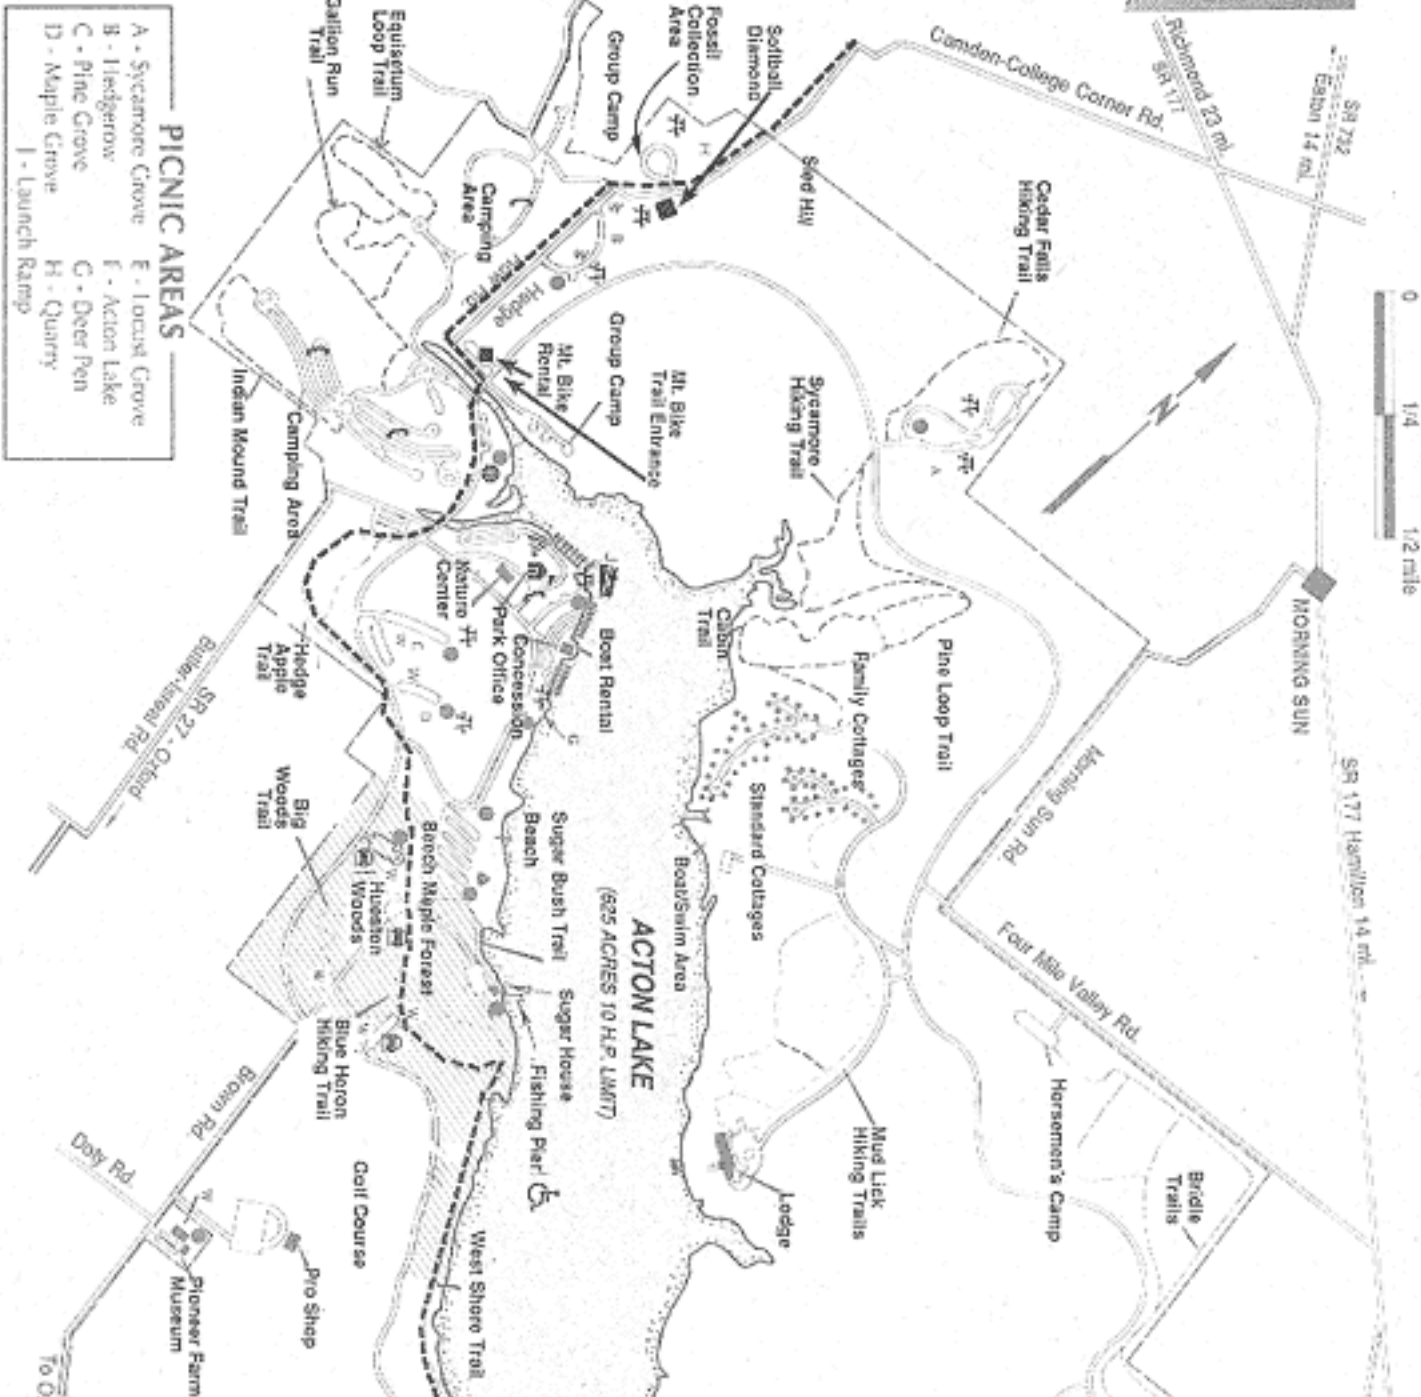 SR 732
Eaton 14 mi.
Richmond 23 mi.
SR 177
Camden-College Corner Rd.
0
1/4
1/2 mile
N
MORNING SUN
SR 177 Hamilton 14 mi.
Morning Sun Rd
Four Mile Valley Rd.
Cedar Falls
Hiking Trail
Sled Hill
Softball
Diamond
Fossil
Collection
Area
Group Camp
Equisetum
Loop Trail
Gallion Run
Trail
Camping
Area
Hedge
Row Rd.
Group Camp
Mt. Bike
Rental
Mt. Bike
Trail Entrance
Sycamore
Hiking Trail
Pine Loop Trail
Cabin
Trail
Family Cottages
Standard Cottages
Boat/Swim Area
Horsemen's Camp
Bridle
Trails
Mud Lick
Hiking Trails
Lodge
ACTON LAKE
(625 ACRES 10 H.P. LIMIT)
Indian Mound Trail
Camping Area
Nature
Center
Park Office
Concession
Boat Rental
Beach
Sugar Bush Trail
Sugar House
Fishing Pier
Hedge
Apple
Trail
Big
Woods
Trail
Beech Maple Forest
Hueston
Woods
Blue Heron
Hiking Trail
West Shore Trail
Golf Course
Pro Shop
Pioneer Farm
Museum
Brown Rd
Doty Rd
SR 27 - Oxford
Butler-Israel Rd.
To O
PICNIC AREAS
A - Sycamore Grove E - Locust Grove
B - Hedgerow F - Acton Lake
C - Pine Grove G - Deer Pen
D - Maple Grove H - Quarry
J - Launch Ramp